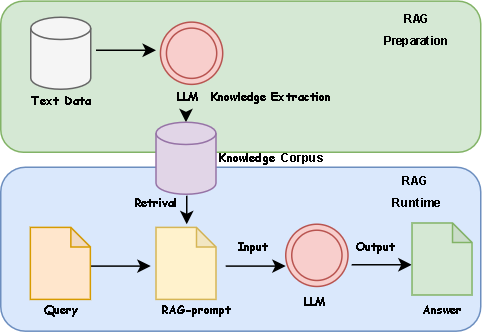 RAG
Preparation
Text Data
LLM Knowledge Extraction
Knowledge Corpus
RAG
Runtime
Retrival
Input
Output
Query
RAG-prompt
LLM
Answer